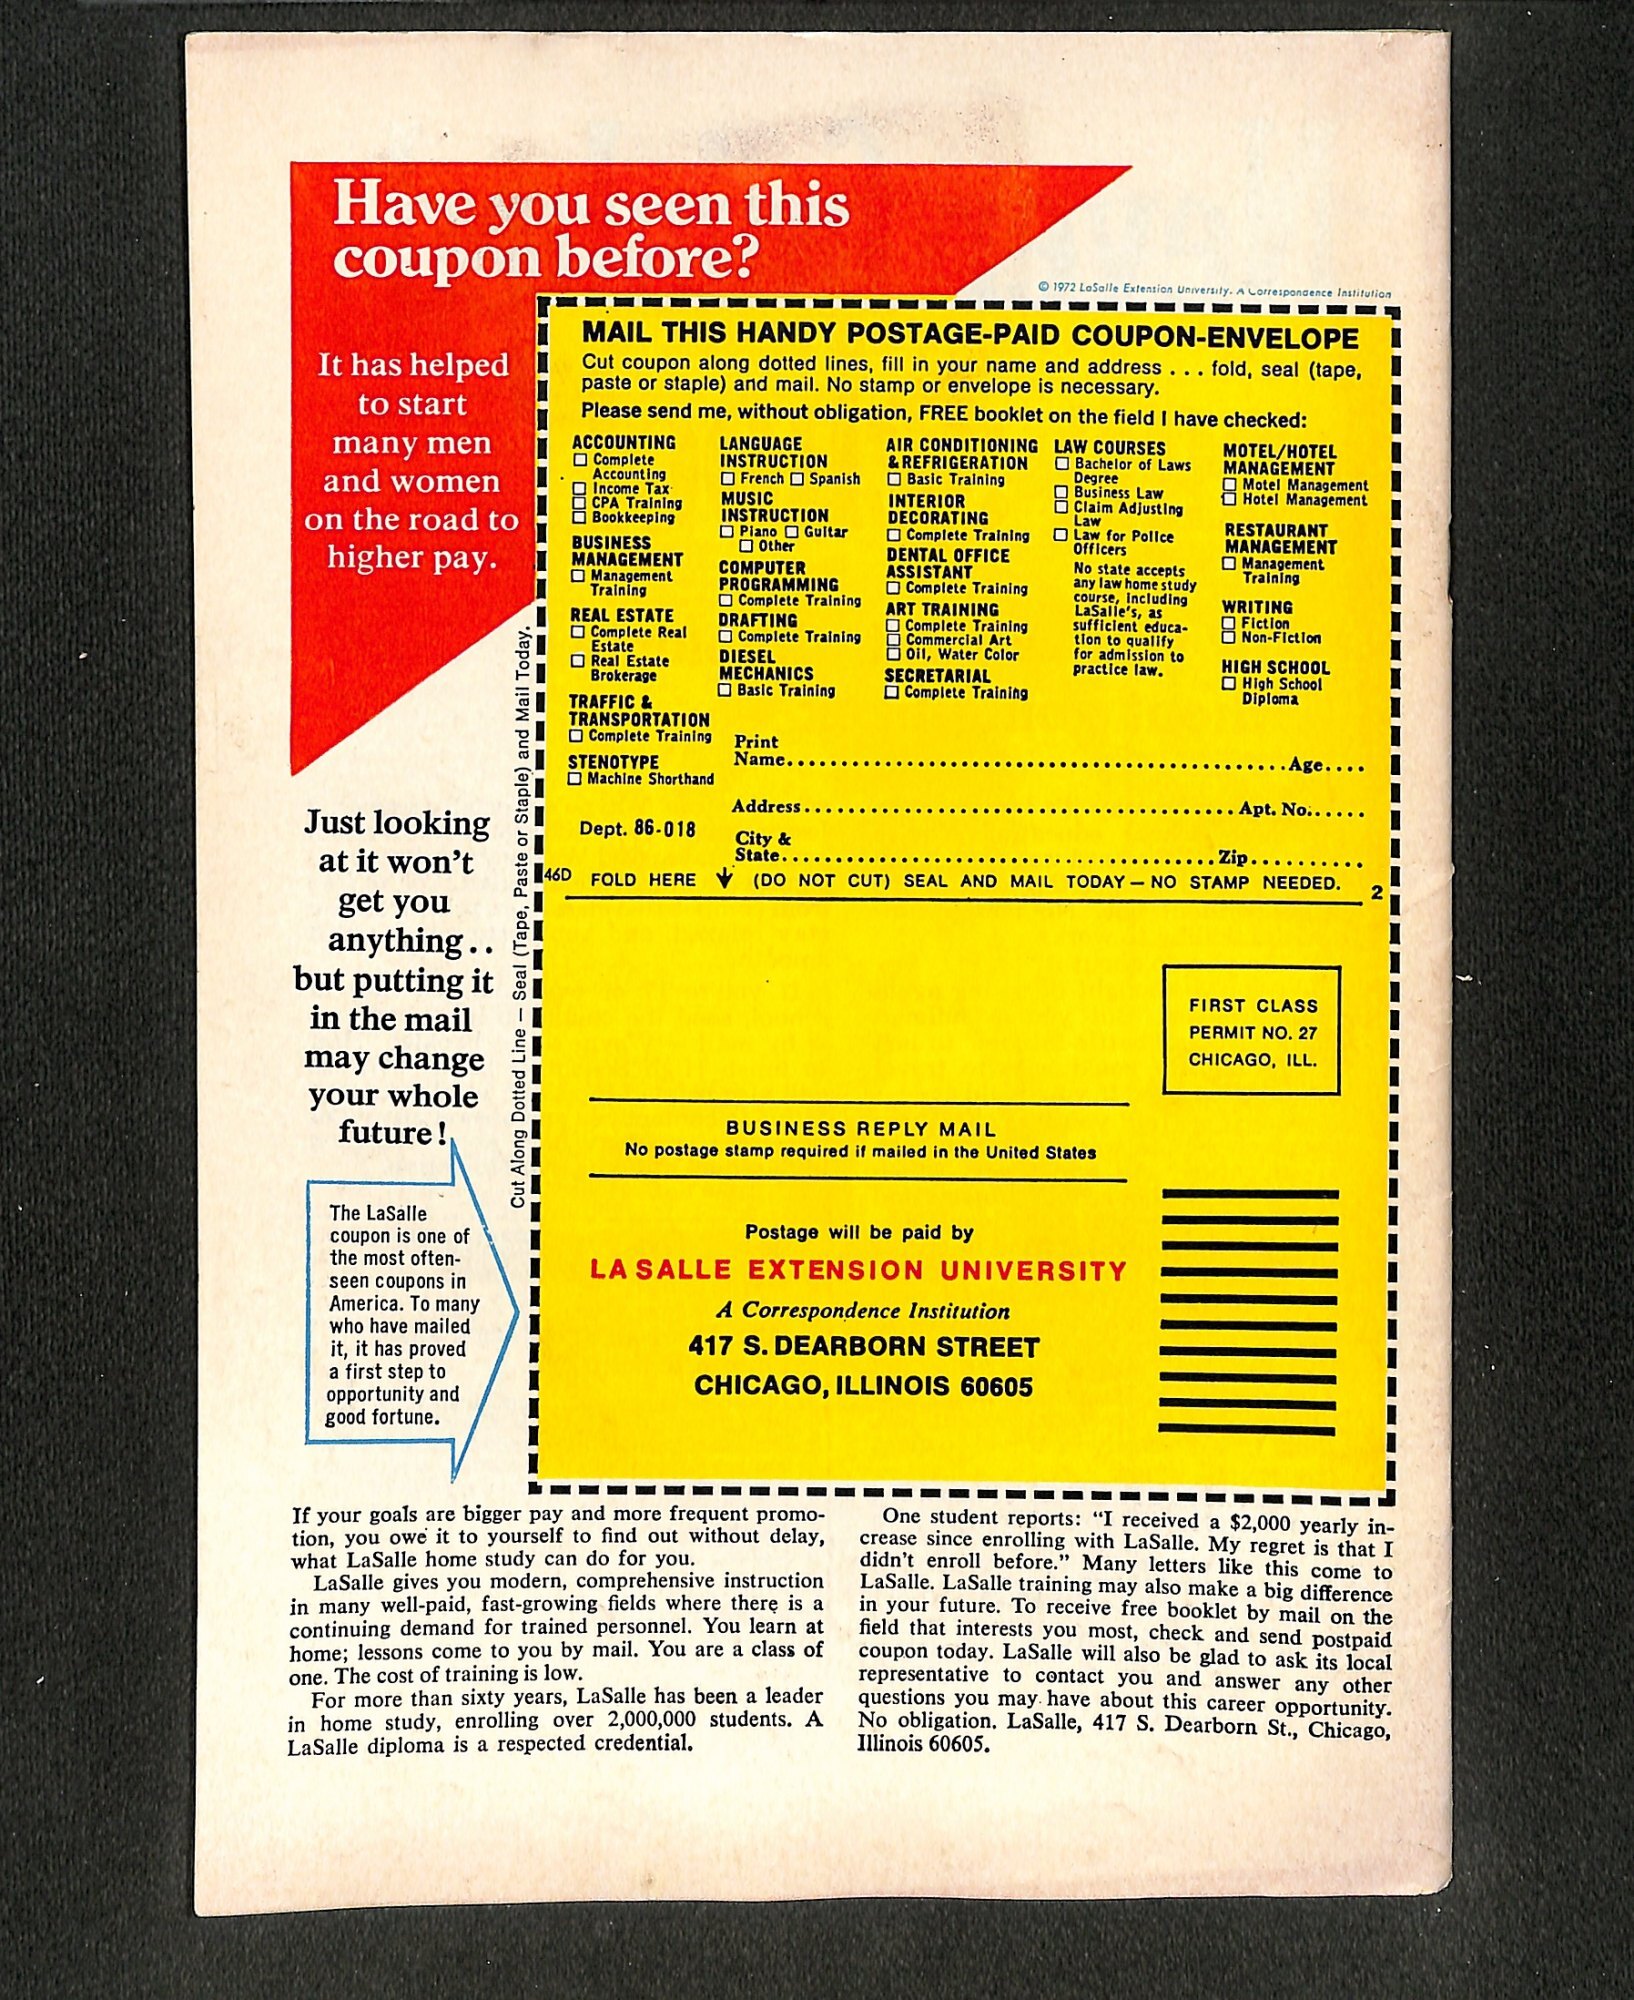 Have you seen this
coupon before?
It has helped
to start
many men
and women
on the road to
higher pay.
© 1972 LaSalle Extension University. A Correspondence Institution
MAIL THIS HANDY POSTAGE-PAID COUPON-ENVELOPE
Cut coupon along dotted lines, fill in your name and address . . . fold, seal (tape,
paste or staple) and mail. No stamp or envelope is necessary.
Please send me, without obligation, FREE booklet on the field I have checked:
ACCOUNTING
☐ Complete
Accounting
☐ Income Tax
☐ CPA Training
☐ Bookkeeping
BUSINESS
MANAGEMENT
☐ Management
Training
REAL ESTATE
☐ Complete Real
Estate
☐ Real Estate
Brokerage
TRAFFIC &
TRANSPORTATION
☐ Complete Training
STENOTYPE
☐ Machine Shorthand
LANGUAGE
INSTRUCTION
☐ French ☐ Spanish
MUSIC
INSTRUCTION
☐ Piano ☐ Guitar
☐ Other
COMPUTER
PROGRAMMING
☐ Complete Training
DRAFTING
☐ Complete Training
DIESEL
MECHANICS
☐ Basic Training
AIR CONDITIONING
& REFRIGERATION
☐ Basic Training
INTERIOR
DECORATING
☐ Complete Training
DENTAL OFFICE
ASSISTANT
☐ Complete Training
ART TRAINING
☐ Complete Training
☐ Commercial Art
☐ Oil, Water Color
SECRETARIAL
☐ Complete Training
LAW COURSES
☐ Bachelor of Laws
Degree
☐ Business Law
☐ Claim Adjusting
Law
☐ Law for Police
Officers
No state accepts
any law home study
course, including
LaSalle's, as
sufficient educa-
tion to qualify
for admission to
practice law.
MOTEL/HOTEL
MANAGEMENT
☐ Motel Management
☐ Hotel Management
RESTAURANT
MANAGEMENT
☐ Management
Training
WRITING
☐ Fiction
☐ Non-Fiction
HIGH SCHOOL
☐ High School
Diploma
Print
Name..................................................Age....
Address...........................................Apt. No......
Dept. 86-018
City &
State...........................................Zip..........
46D FOLD HERE ↓ (DO NOT CUT) SEAL AND MAIL TODAY — NO STAMP NEEDED. 2
Cut Along Dotted Line — Seal (Tape, Paste or Staple) and Mail Today.
Just looking
at it won't
get you
anything..
but putting it
in the mail
may change
your whole
future!
The LaSalle
coupon is one of
the most often-
seen coupons in
America. To many
who have mailed
it, it has proved
a first step to
opportunity and
good fortune.
FIRST CLASS
PERMIT NO. 27
CHICAGO, ILL.
BUSINESS REPLY MAIL
No postage stamp required if mailed in the United States
Postage will be paid by
LA SALLE EXTENSION UNIVERSITY
A Correspondence Institution
417 S. DEARBORN STREET
CHICAGO, ILLINOIS 60605
If your goals are bigger pay and more frequent promo-
tion, you owe it to yourself to find out without delay,
what LaSalle home study can do for you.
LaSalle gives you modern, comprehensive instruction
in many well-paid, fast-growing fields where there is a
continuing demand for trained personnel. You learn at
home; lessons come to you by mail. You are a class of
one. The cost of training is low.
For more than sixty years, LaSalle has been a leader
in home study, enrolling over 2,000,000 students. A
LaSalle diploma is a respected credential.
One student reports: "I received a $2,000 yearly in-
crease since enrolling with LaSalle. My regret is that I
didn't enroll before." Many letters like this come to
LaSalle. LaSalle training may also make a big difference
in your future. To receive free booklet by mail on the
field that interests you most, check and send postpaid
coupon today. LaSalle will also be glad to ask its local
representative to contact you and answer any other
questions you may have about this career opportunity.
No obligation. LaSalle, 417 S. Dearborn St., Chicago,
Illinois 60605.